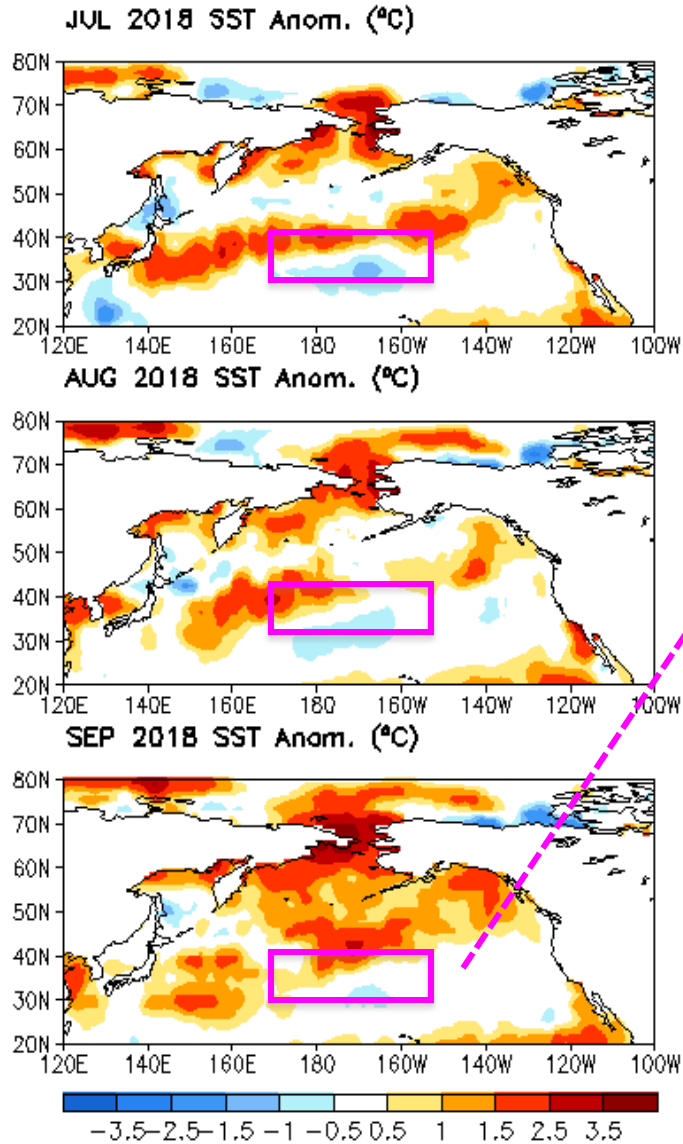 JUL 2018 SST Anom. (°C)
80N
70N
60N
50N
40N
30N
20N
120E 140E 160E 180 160W 140W 120W 100W
AUG 2018 SST Anom. (°C)
80N
70N
60N
50N
40N
30N
20N
120E 140E 160E 180 160W 140W 120W 100W
SEP 2018 SST Anom. (°C)
80N
70N
60N
50N
40N
30N
20N
120E 140E 160E 180 160W 140W 120W 100W
-3.5 -2.5 -1.5 -1 -0.5 0.5 1 1.5 2.5 3.5